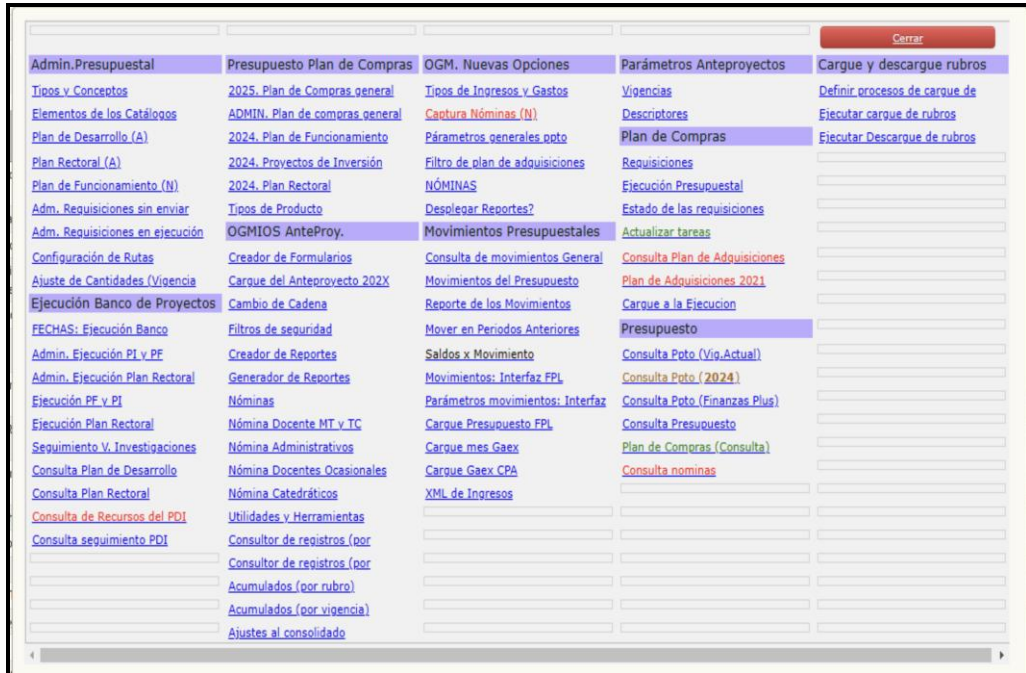 Cerrar
Admin.Presupuestal
Tipos y Conceptos
Elementos de los Catálogos
Plan de Desarrollo (A)
Plan Rectoral (A)
Plan de Funcionamiento (N)
Adm. Requisiciones sin enviar
Adm. Requisiciones en ejecución
Configuración de Rutas
Ajuste de Cantidades (Vigencia
Ejecución Banco de Proyectos
FECHAS: Ejecución Banco
Admin. Ejecución PI y PF
Admin. Ejecución Plan Rectoral
Ejecución PF y PI
Ejecución Plan Rectoral
Seguimiento V. Investigaciones
Consulta Plan de Desarrollo
Consulta Plan Rectoral
Consulta de Recursos del PDI
Consulta seguimiento PDI
Presupuesto Plan de Compras
2025. Plan de Compras general
ADMIN. Plan de compras general
2024. Plan de Funcionamiento
2024. Proyectos de Inversión
2024. Plan Rectoral
Tipos de Producto
OGMIOS AnteProy.
Creador de Formularios
Cargue del Anteproyecto 202X
Cambio de Cadena
Filtros de seguridad
Creador de Reportes
Generador de Reportes
Nóminas
Nómina Docente MT y TC
Nómina Administrativos
Nómina Docentes Ocasionales
Nómina Catedráticos
Utilidades y Herramientas
Consultor de registros (por
Consultor de registros (por
Acumulados (por rubro)
Acumulados (por vigencia)
Ajustes al consolidado
OGM. Nuevas Opciones
Tipos de Ingresos y Gastos
Captura Nóminas (N)
Párametros generales ppto
Filtro de plan de adquisiciones
NÓMINAS
Desplegar Reportes?
Movimientos Presupuestales
Consulta de movimientos General
Movimientos del Presupuesto
Reporte de los Movimientos
Mover en Periodos Anteriores
Saldos x Movimiento
Movimientos: Interfaz FPL
Parámetros movimientos: Interfaz
Cargue Presupuesto FPL
Cargue mes Gaex
Cargue Gaex CPA
XML de Ingresos
Parámetros Anteproyectos
Vigencias
Descriptores
Plan de Compras
Requisiciones
Ejecución Presupuestal
Estado de las requisiciones
Actualizar tareas
Consulta Plan de Adquisiciones
Plan de Adquisiciones 2021
Cargue a la Ejecucion
Presupuesto
Consulta Ppto (Vig.Actual)
Consulta Ppto (2024)
Consulta Ppto (Finanzas Plus)
Consulta Presupuesto
Plan de Compras (Consulta)
Consulta nominas
Cargue y descargue rubros
Definir procesos de cargue de
Ejecutar cargue de rubros
Ejecutar Descargue de rubros